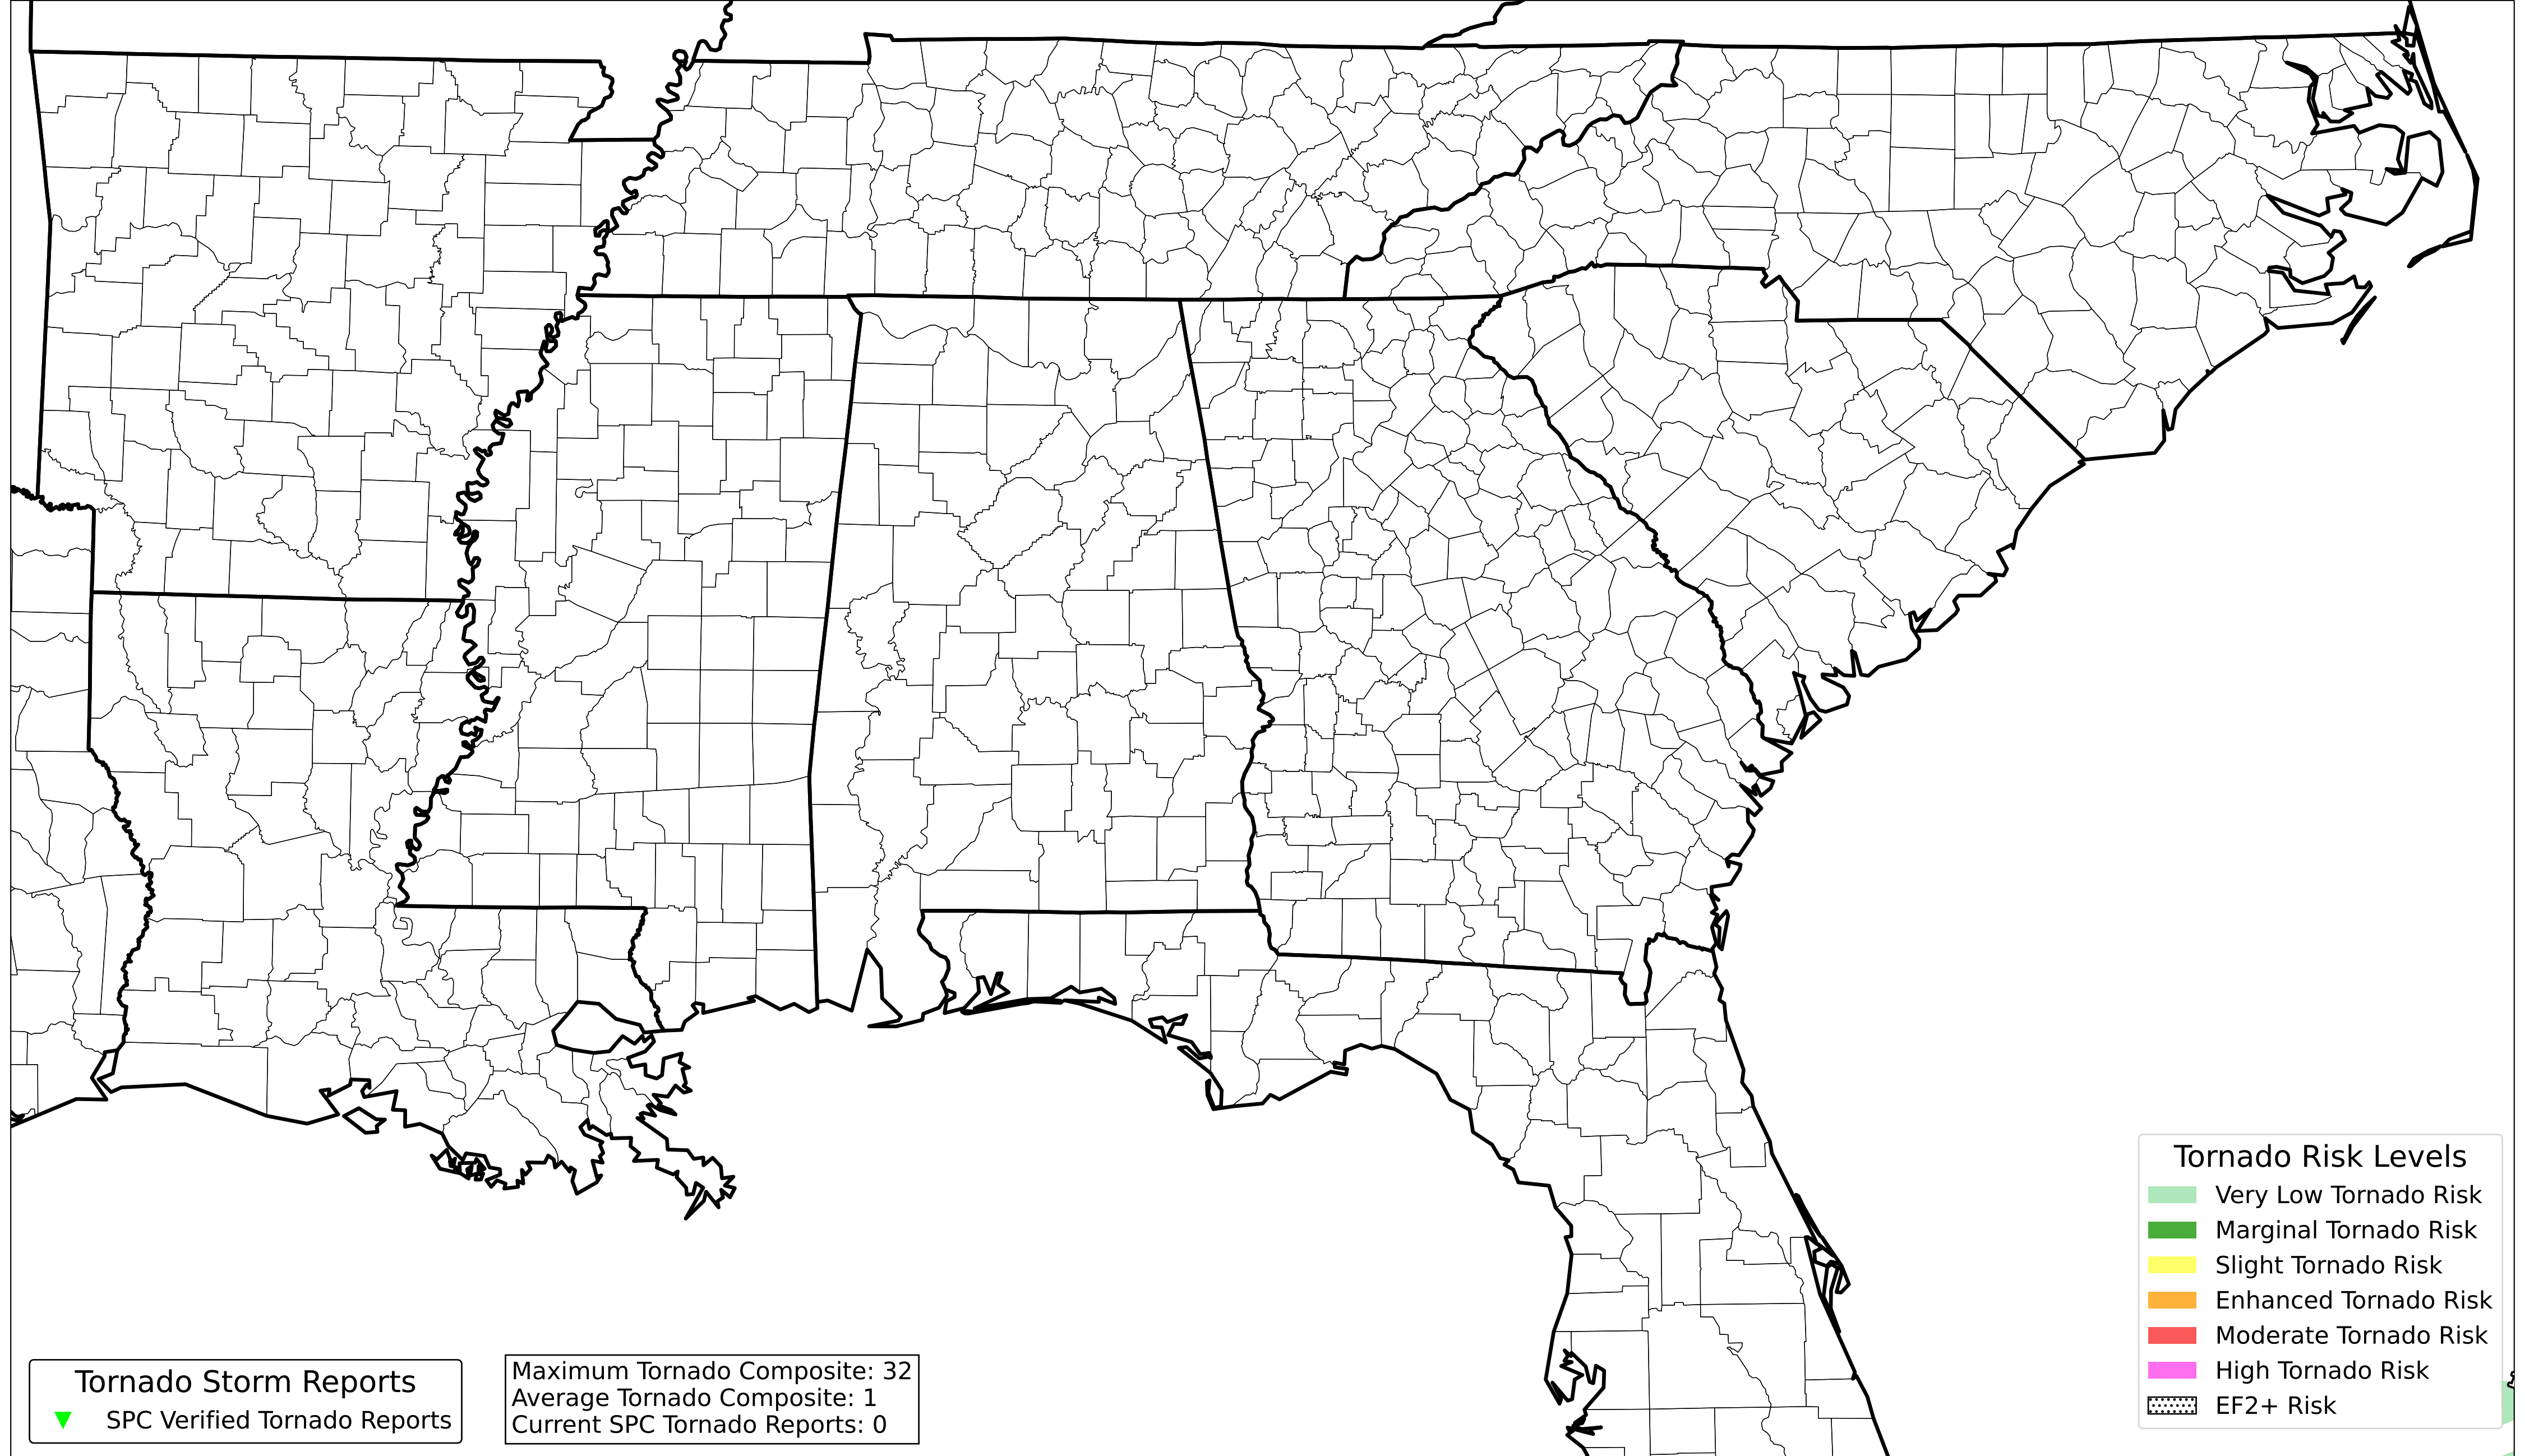 Tornado Risk Levels
Very Low Tornado Risk
Marginal Tornado Risk
Slight Tornado Risk
Enhanced Tornado Risk
Moderate Tornado Risk
High Tornado Risk
EF2+ Risk
Tornado Storm Reports
SPC Verified Tornado Reports
Maximum Tornado Composite: 32
Average Tornado Composite: 1
Current SPC Tornado Reports: 0